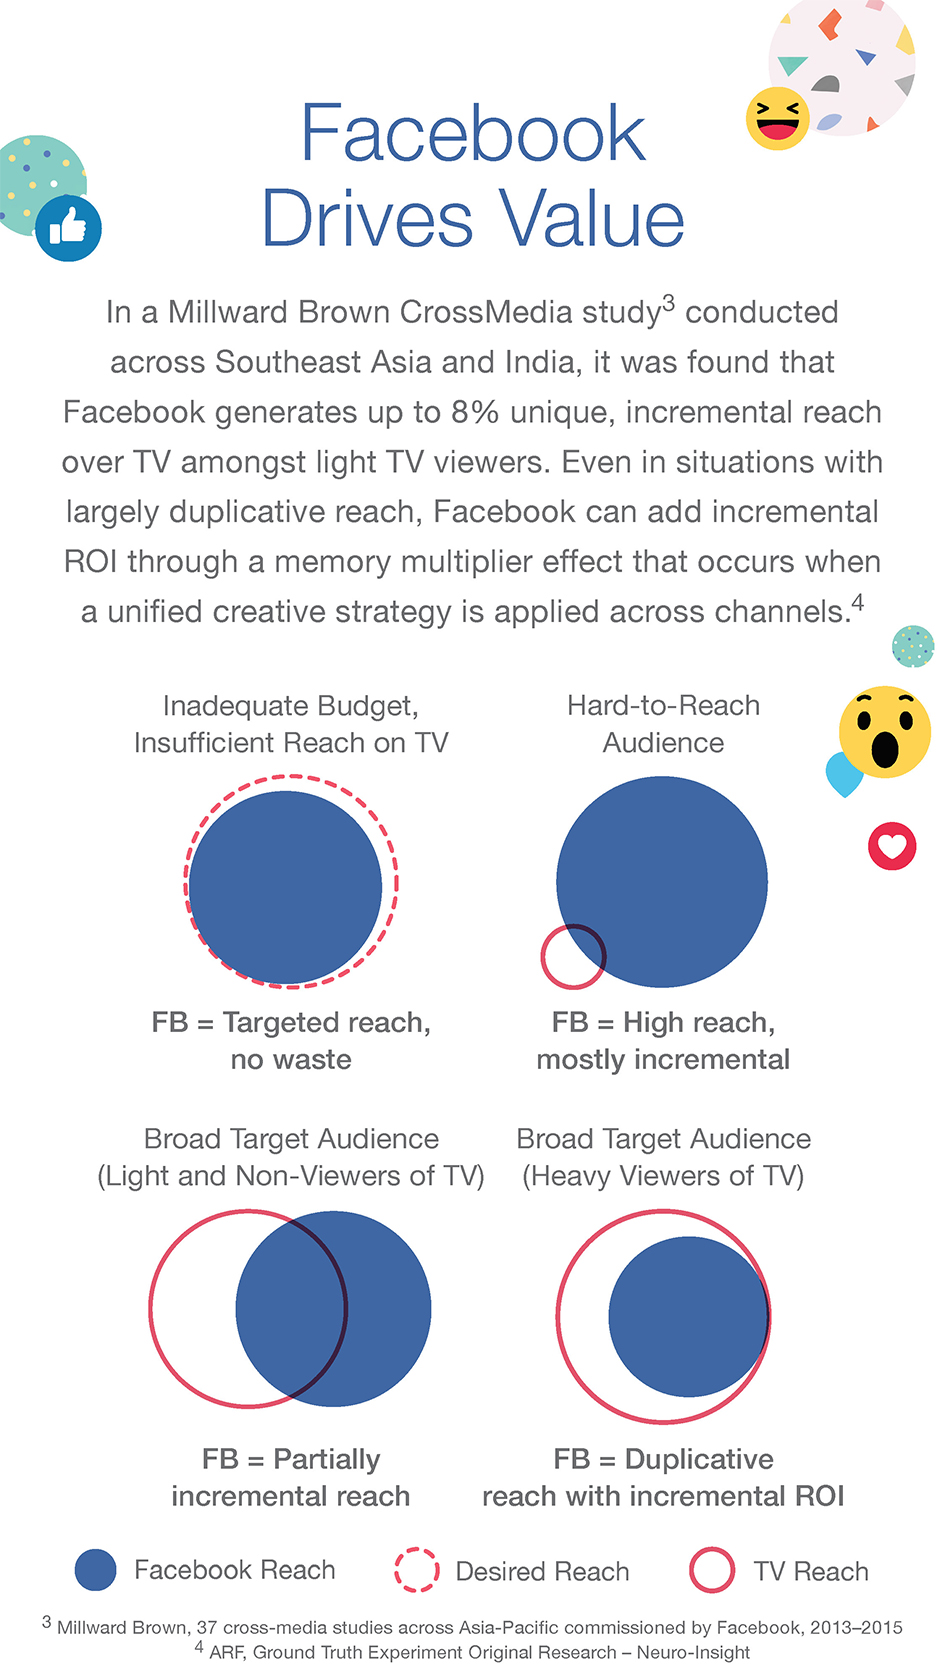 Facebook
Drives Value
In a Millward Brown CrossMedia study3 conducted
across Southeast Asia and India, it was found that
Facebook generates up to 8% unique, incremental reach
over TV amongst light TV viewers. Even in situations with
largely duplicative reach, Facebook can add incremental
ROI through a memory multiplier effect that occurs when
a unified creative strategy is applied across channels.4
Inadequate Budget,
Insufficient Reach on TV
FB = Targeted reach,
no waste
Hard-to-Reach
Audience
FB = High reach,
mostly incremental
Broad Target Audience
(Light and Non-Viewers of TV)
FB = Partially
incremental reach
Broad Target Audience
(Heavy Viewers of TV)
FB = Duplicative
reach with incremental ROI
Facebook Reach
Desired Reach
TV Reach
3 Millward Brown, 37 cross-media studies across Asia-Pacific commissioned by Facebook, 2013–2015
4 ARF, Ground Truth Experiment Original Research – Neuro-Insight